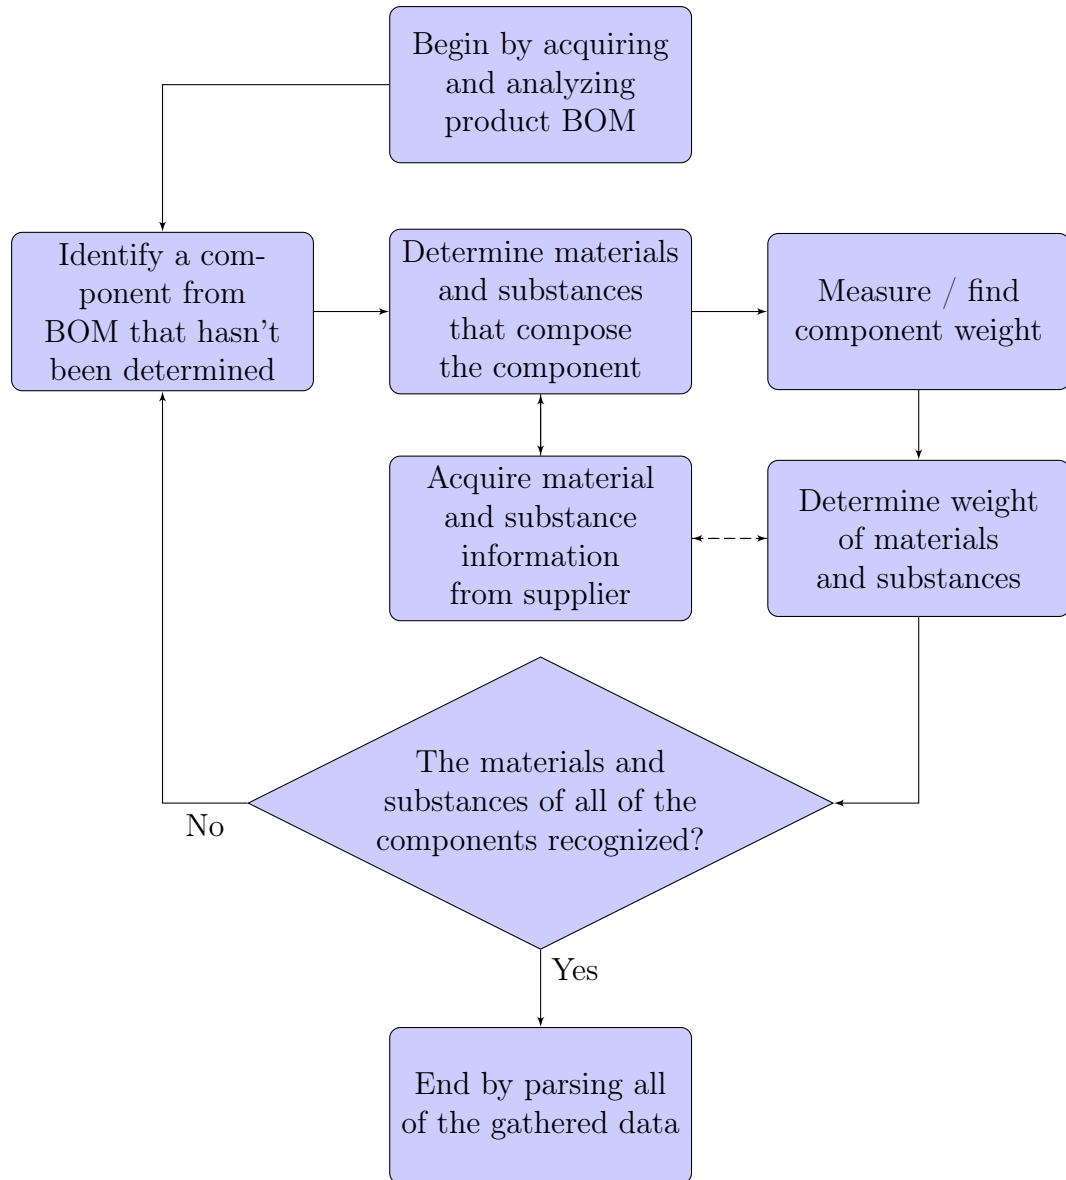 Begin by acquiring
and analyzing
product BOM
Identify a com-
ponent from
BOM that hasn't
been determined
Determine materials
and substances
that compose
the component
Measure / find
component weight
Acquire material
and substance
information
from supplier
Determine weight
of materials
and substances
The materials and
substances of all of the
components recognized?
No
Yes
End by parsing all
of the gathered data